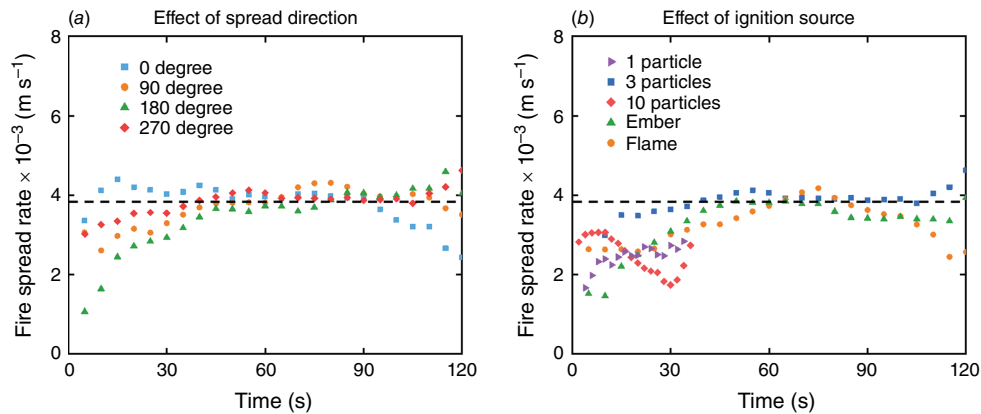 (a) Effect of spread direction
8
6
4
2
0
Fire spread rate × 10⁻³ (m s⁻¹)
0 degree
90 degree
180 degree
270 degree
0 30 60 90 120
Time (s)
(b) Effect of ignition source
8
6
4
2
0
Fire spread rate × 10⁻³ (m s⁻¹)
1 particle
3 particles
10 particles
Ember
Flame
0 30 60 90 120
Time (s)